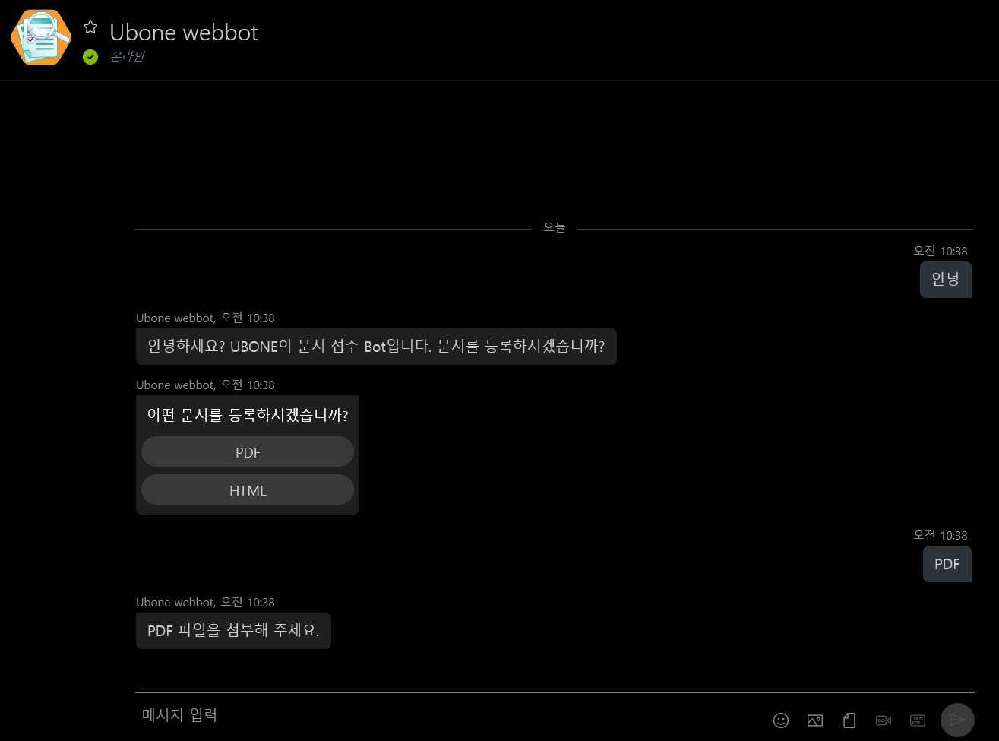 Ubone webbot
온라인
오늘
오전 10:38
안녕
Ubone webbot, 오전 10:38
안녕하세요? UBONE의 문서 접수 Bot입니다. 문서를 등록하시겠습니까?
Ubone webbot, 오전 10:38
어떤 문서를 등록하시겠습니까?
PDF
HTML
오전 10:38
PDF
Ubone webbot, 오전 10:38
PDF 파일을 첨부해 주세요.
메시지 입력